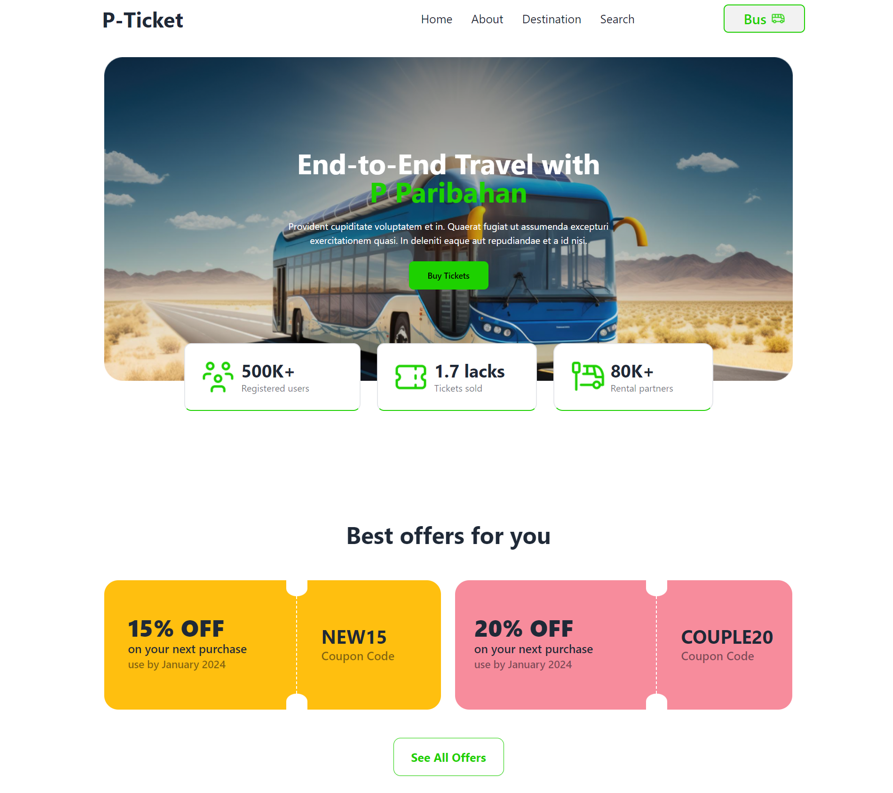 P-Ticket
Home About Destination Search
Bus
End-to-End Travel with
P Paribahan
Provident cupiditate voluptatem et in. Quaerat fugiat ut assumenda excepturi
exercitationem quasi. In deleniti eaque aut repudiandae et a id nisi.
Buy Tickets
500K+
Registered users
1.7 lacks
Tickets sold
80K+
Rental partners
Best offers for you
15% OFF
on your next purchase
use by January 2024
NEW15
Coupon Code
20% OFF
on your next purchase
use by January 2024
COUPLE20
Coupon Code
See All Offers